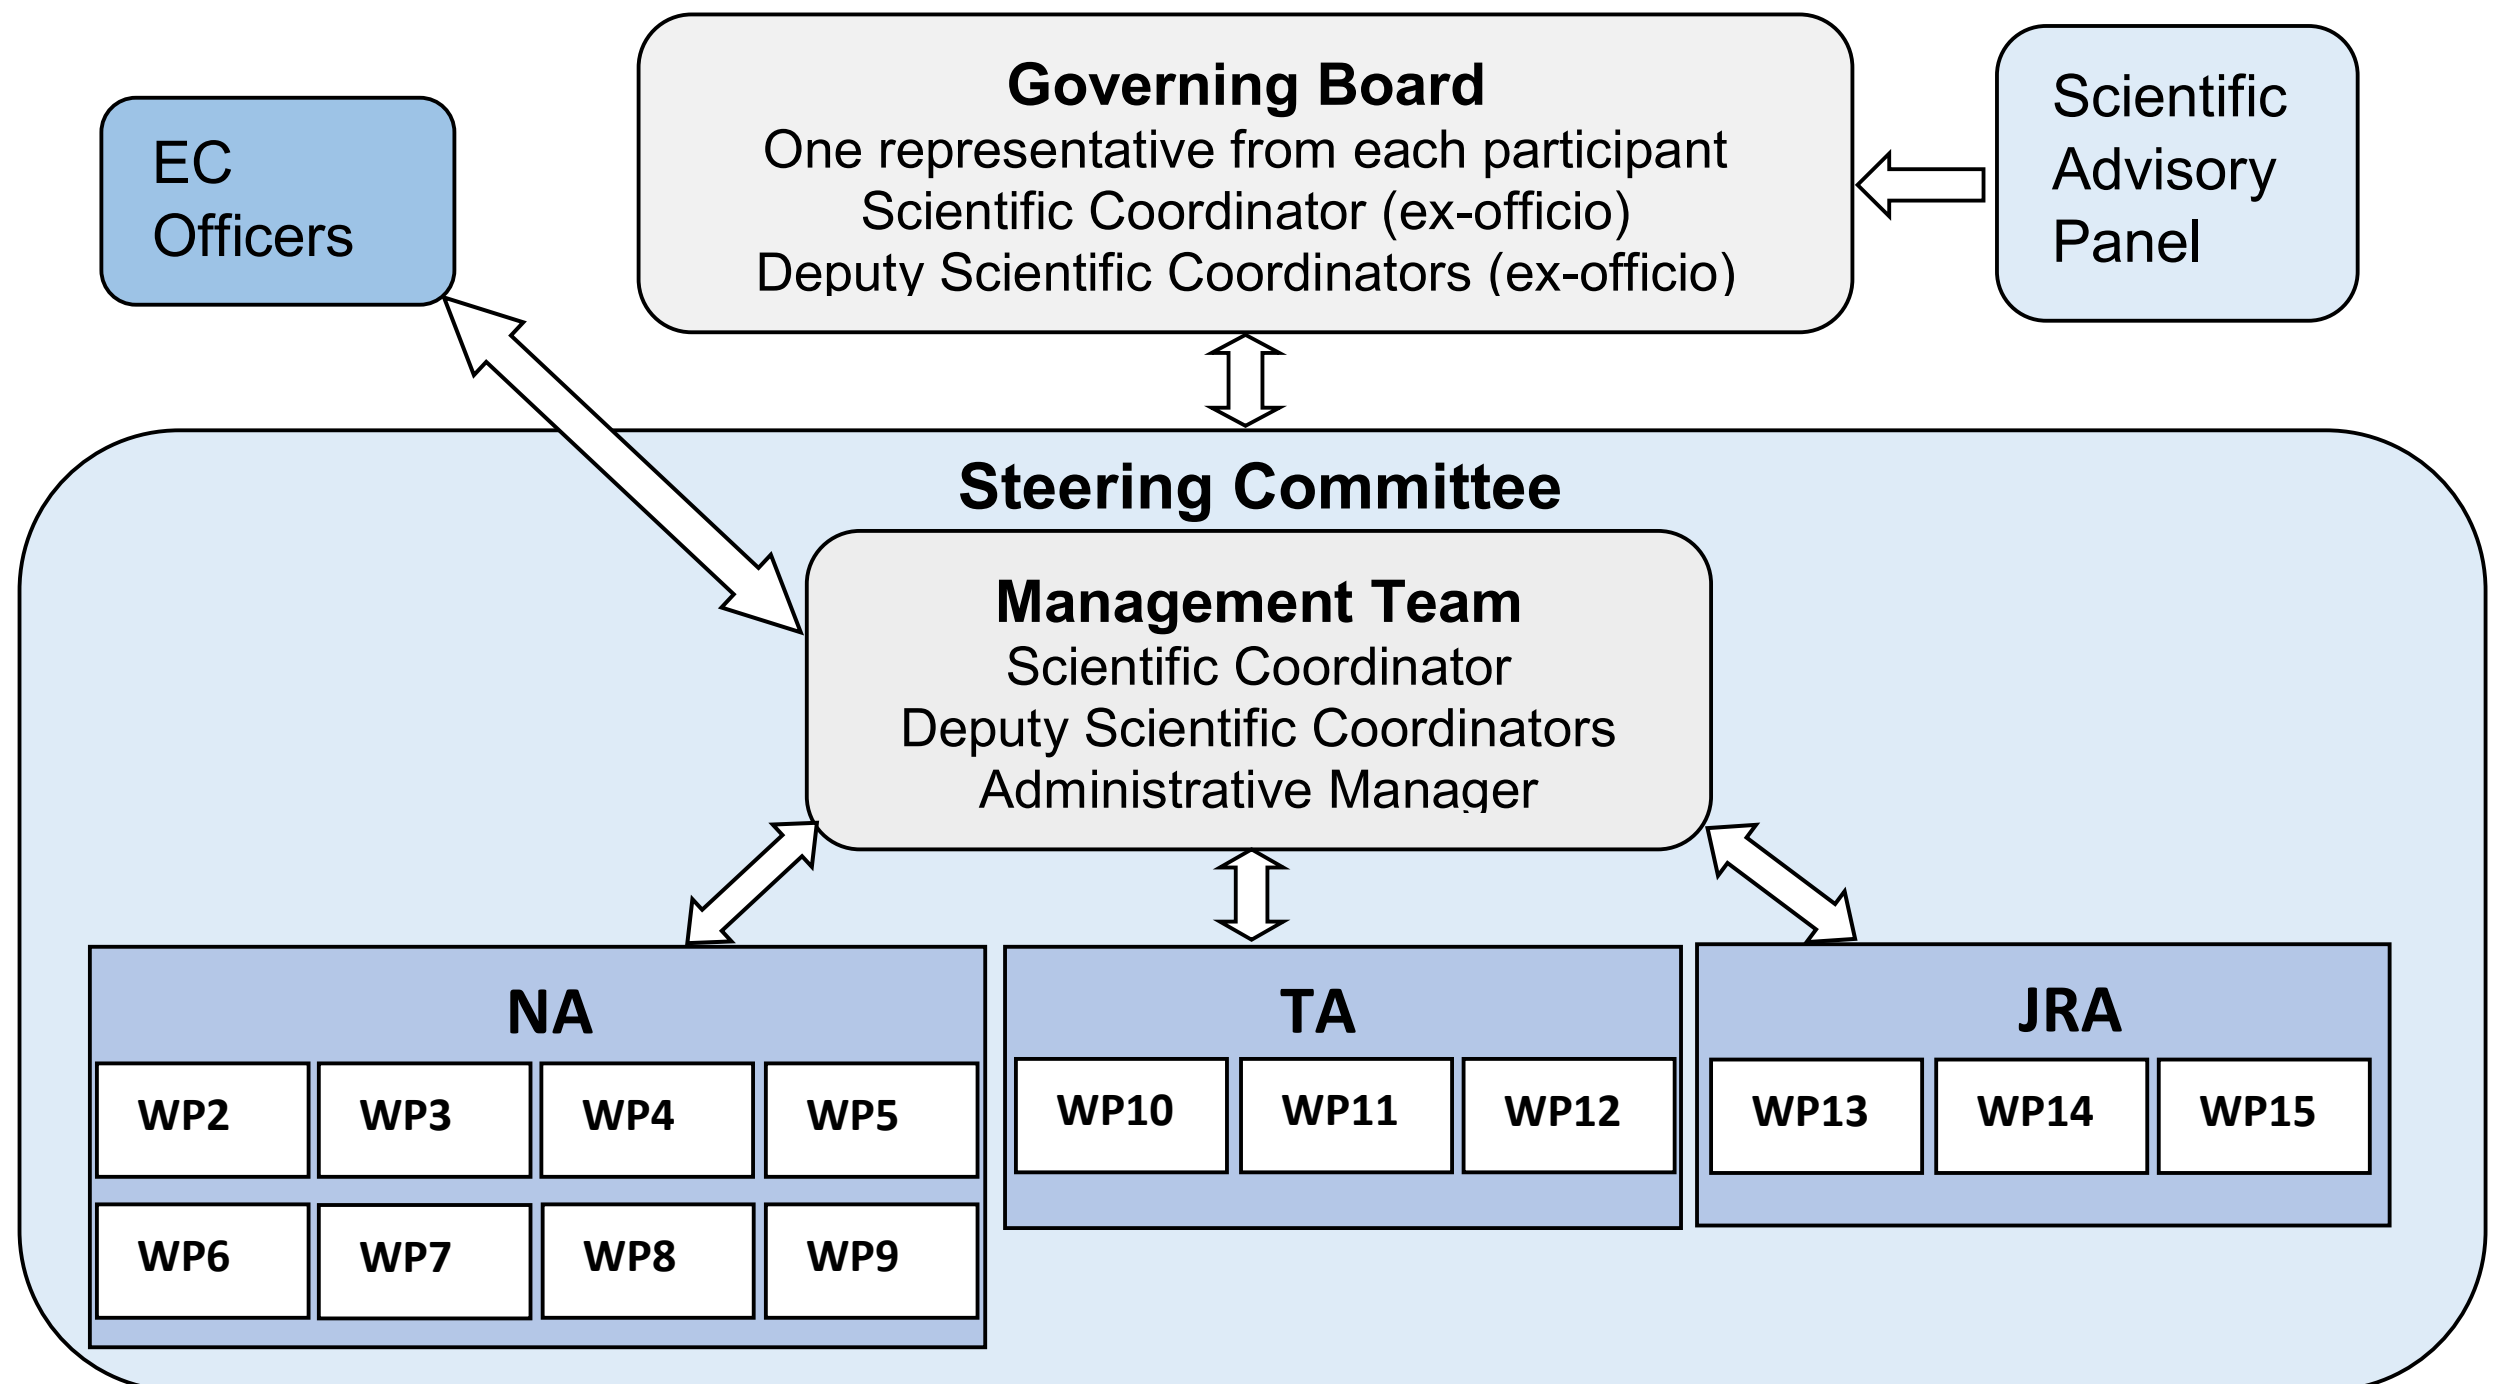 Governing Board
One representative from each participant
Scientific Coordinator (ex-officio)
Deputy Scientific Coordinators (ex-officio)
EC
Officers
Scientific
Advisory
Panel
Steering Committee
Management Team
Scientific Coordinator
Deputy Scientific Coordinators
Administrative Manager
NA
WP2 WP3 WP4 WP5
WP6 WP7 WP8 WP9
TA
WP10 WP11 WP12
JRA
WP13 WP14 WP15